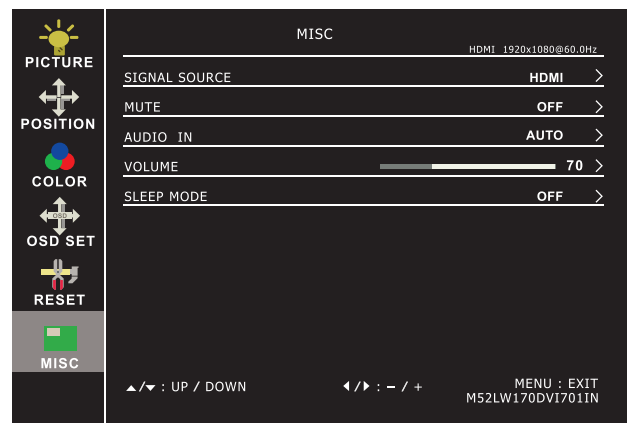 MISC
HDMI 1920x1080@60.0Hz
PICTURE
SIGNAL SOURCE HDMI >
MUTE OFF >
POSITION
AUDIO IN AUTO >
VOLUME 70 >
COLOR
SLEEP MODE OFF >
OSD
OSD SET
RESET
MISC
▲/▼ : UP / DOWN ◀/▶ : – / + MENU : EXIT
M52LW170DVI701IN